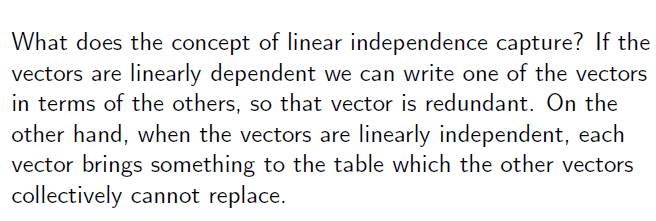 What does the concept of linear independence capture? If the
vectors are linearly dependent we can write one of the vectors
in terms of the others, so that vector is redundant. On the
other hand, when the vectors are linearly independent, each
vector brings something to the table which the other vectors
collectively cannot replace.